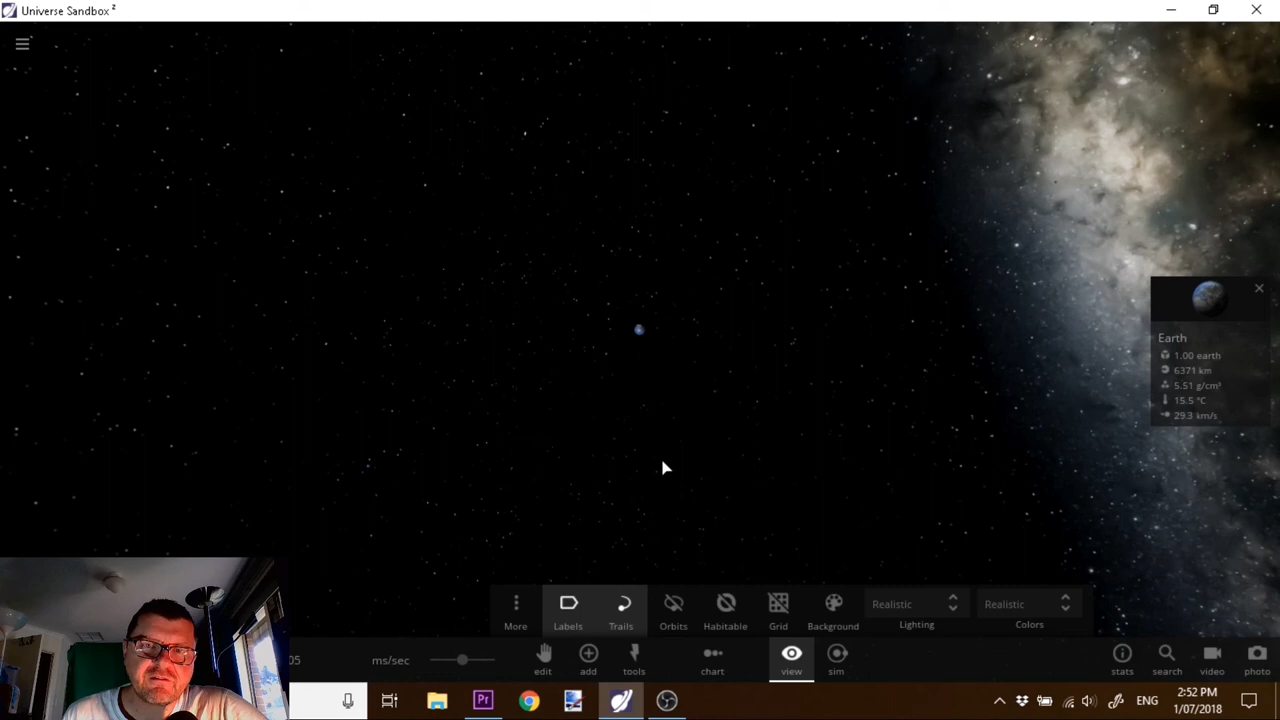 Universe Sandbox ²
Earth
1.00 earth
6371 km
5.51 g/cm³
15.5 °C
29.3 km/s
More
Labels
Trails
Orbits
Habitable
Grid
Background
Realistic
Lighting
Realistic
Colors
05
ms/sec
edit
add
tools
chart
view
sim
stats
search
video
photo
Pr
ENG
2:52 PM
1/07/2018